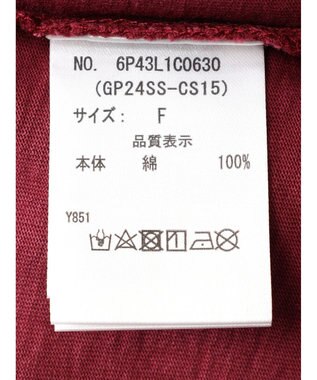 NO. 6P43L1C0630
(GP24SS-CS15)
サイズ: F
品質表示
本体 綿 100%
Y851